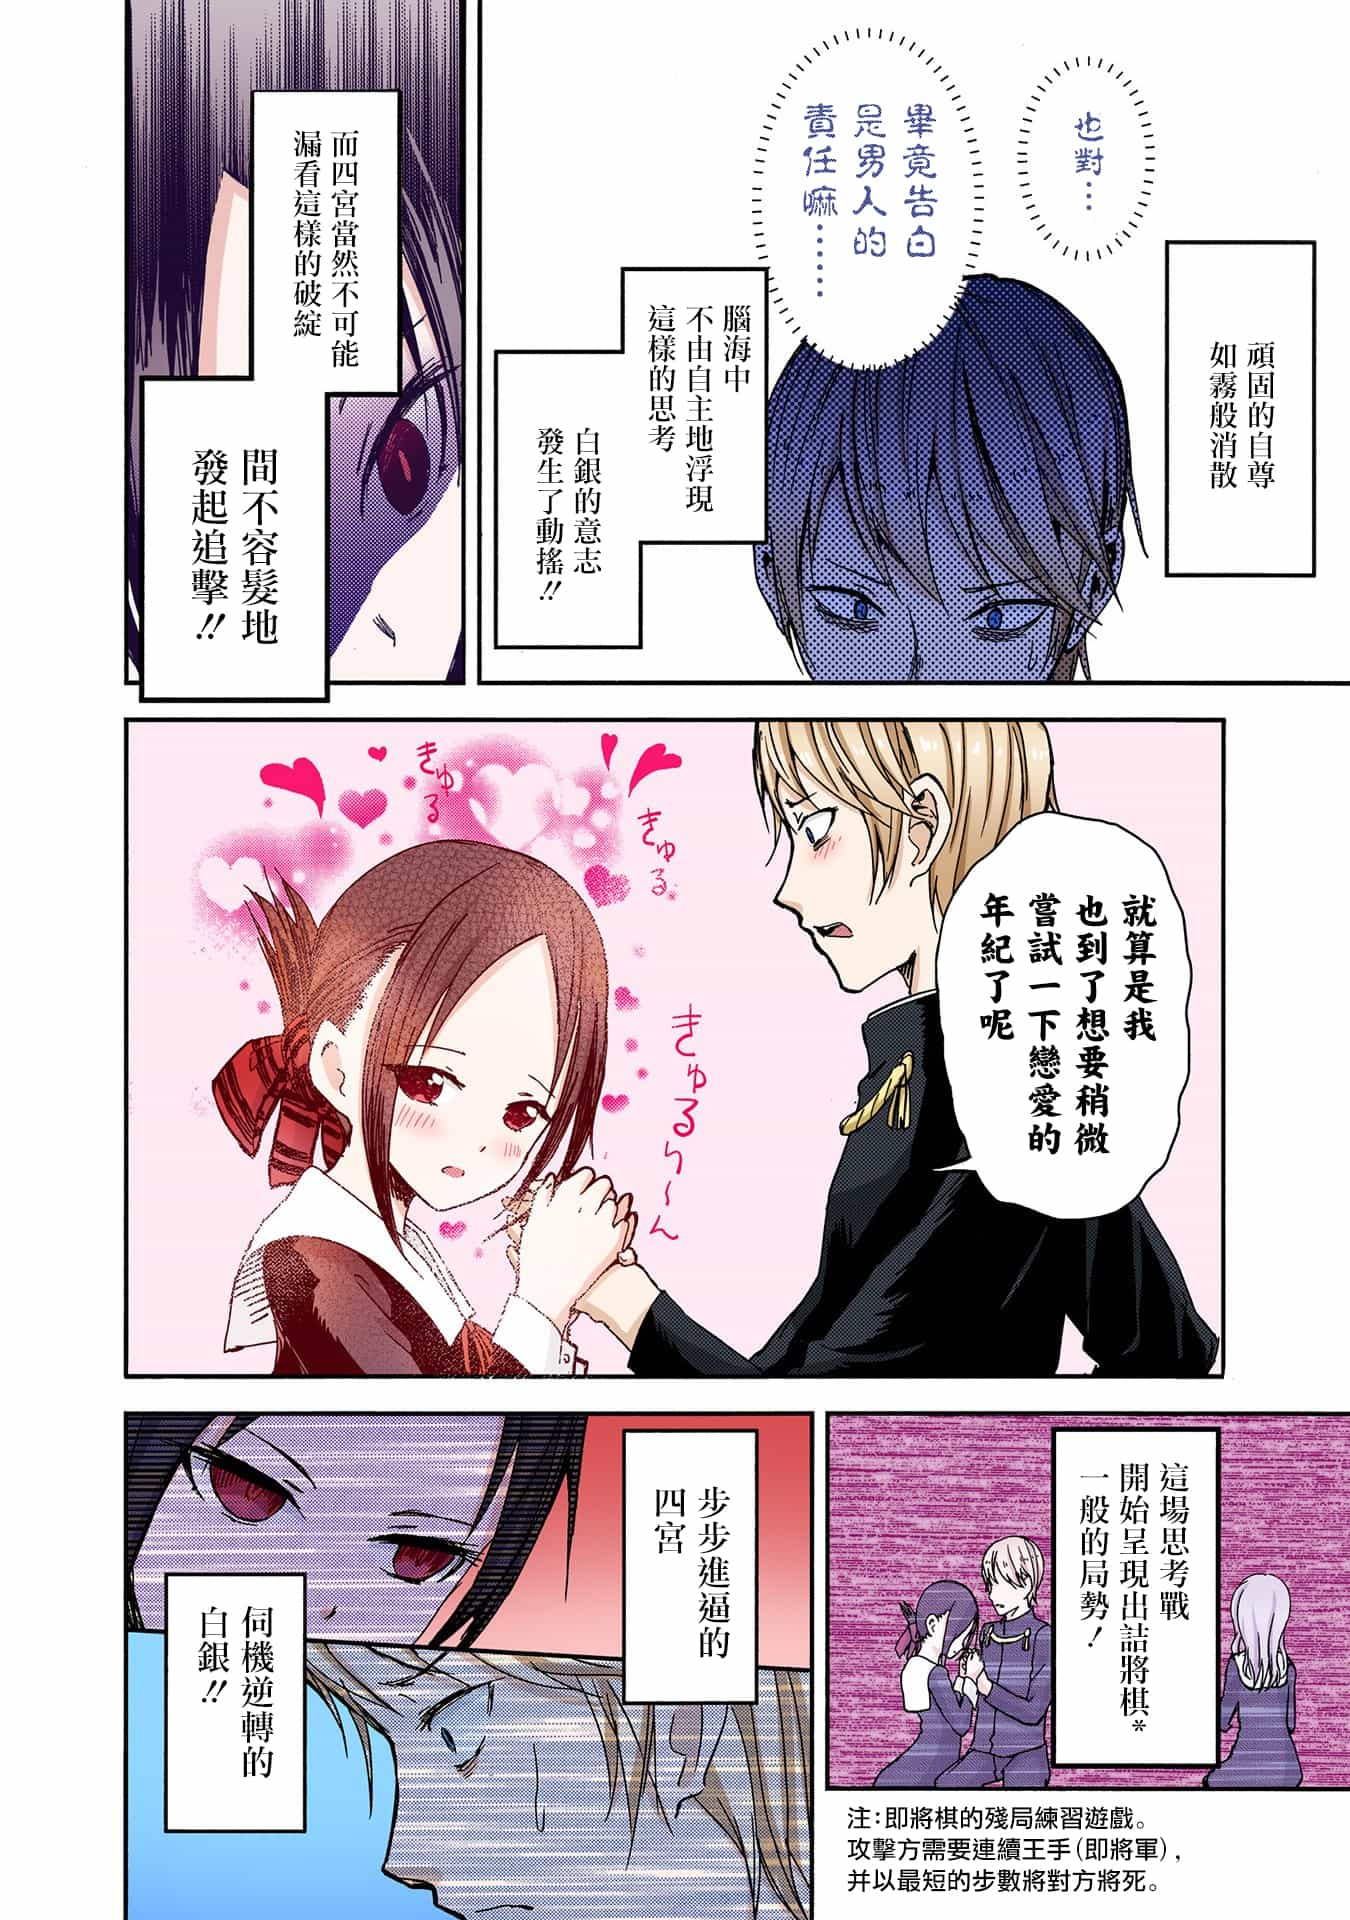 也對…
畢竟告白
是男人的
責任嘛……
頑固的自尊
如霧般消散
腦海中
不由自主地浮現
這樣的思考
白銀的意志
發生了動搖!!
而四宮當然不可能
漏看這樣的破綻
間不容髮地
發起追擊!!
就算是我
也到了想要稍微
嘗試一下戀愛的
年紀了呢
きゅる
きゅる
きゅるり〜ん
這場思考戰
開始呈現出詰將棋*
一般的局勢!
注:即將棋的殘局練習遊戲。
攻擊方需要連續王手(即將軍),
并以最短的步數將對方將死。
步步進逼的
四宮
伺機逆轉的
白銀!!